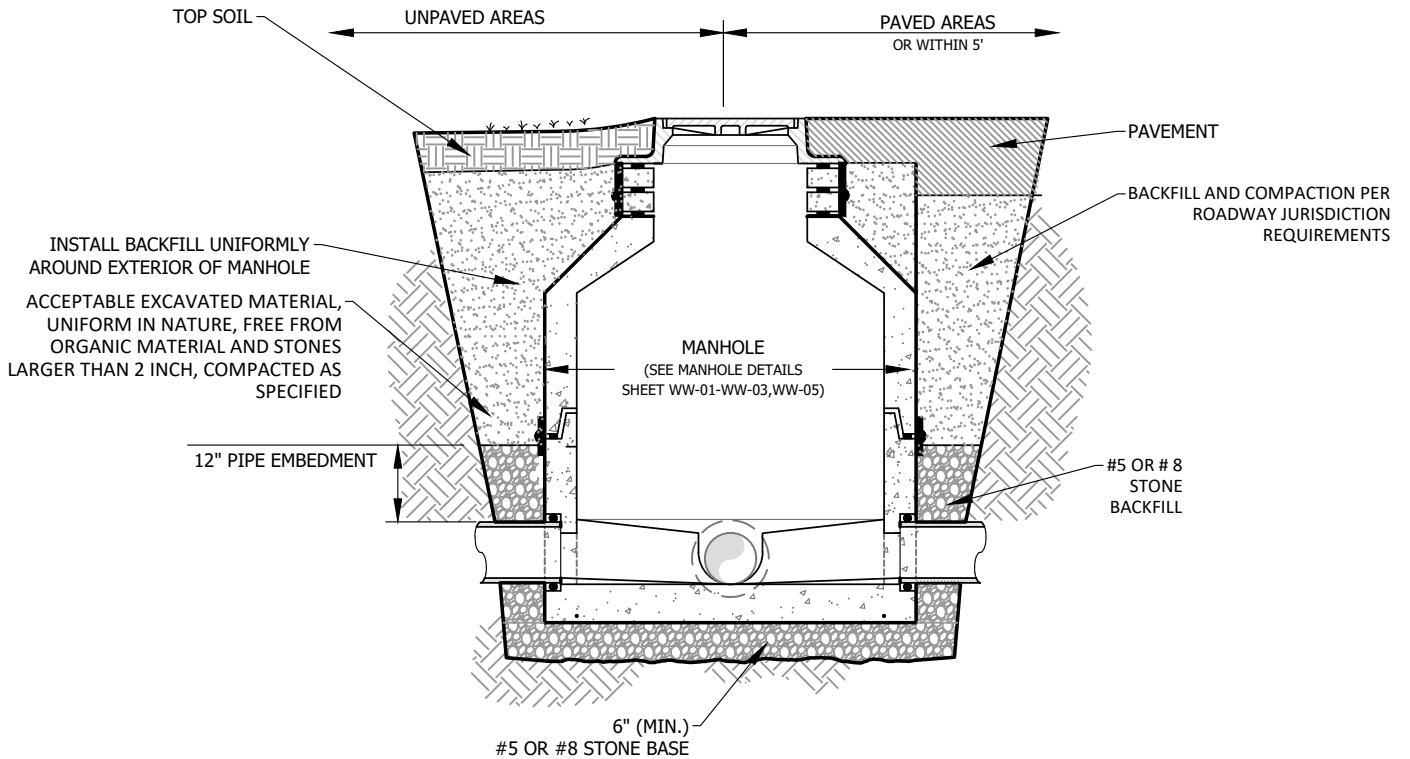 TOP SOIL
UNPAVED AREAS
PAVED AREAS
OR WITHIN 5'
PAVEMENT
BACKFILL AND COMPACTION PER
ROADWAY JURISDICTION
REQUIREMENTS
INSTALL BACKFILL UNIFORMLY
AROUND EXTERIOR OF MANHOLE
ACCEPTABLE EXCAVATED MATERIAL,
UNIFORM IN NATURE, FREE FROM
ORGANIC MATERIAL AND STONES
LARGER THAN 2 INCH, COMPACTED AS
SPECIFIED
MANHOLE
(SEE MANHOLE DETAILS
SHEET WW-01-WW-03,WW-05)
12" PIPE EMBEDMENT
#5 OR # 8
STONE
BACKFILL
6" (MIN.)
#5 OR #8 STONE BASE